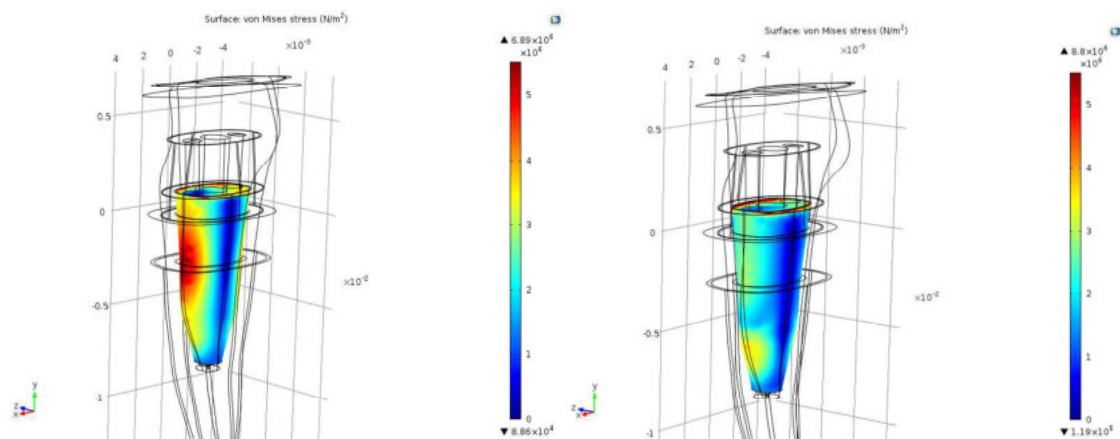 Surface: von Mises stress (N/m²)
4 2 0 -2 -4 ×10⁻³
0.5
0
-0.5
-1
×10⁻²
y
z
x
▲ 6.89×10⁶
×10⁶
5
4
3
2
1
0
▼ 8.86×10⁴
Surface: von Mises stress (N/m²)
4 2 0 -2 -4 ×10⁻³
0.5
0
-0.5
-1
×10⁻²
y
z
x
▲ 8.8×10⁶
×10⁶
5
4
3
2
1
0